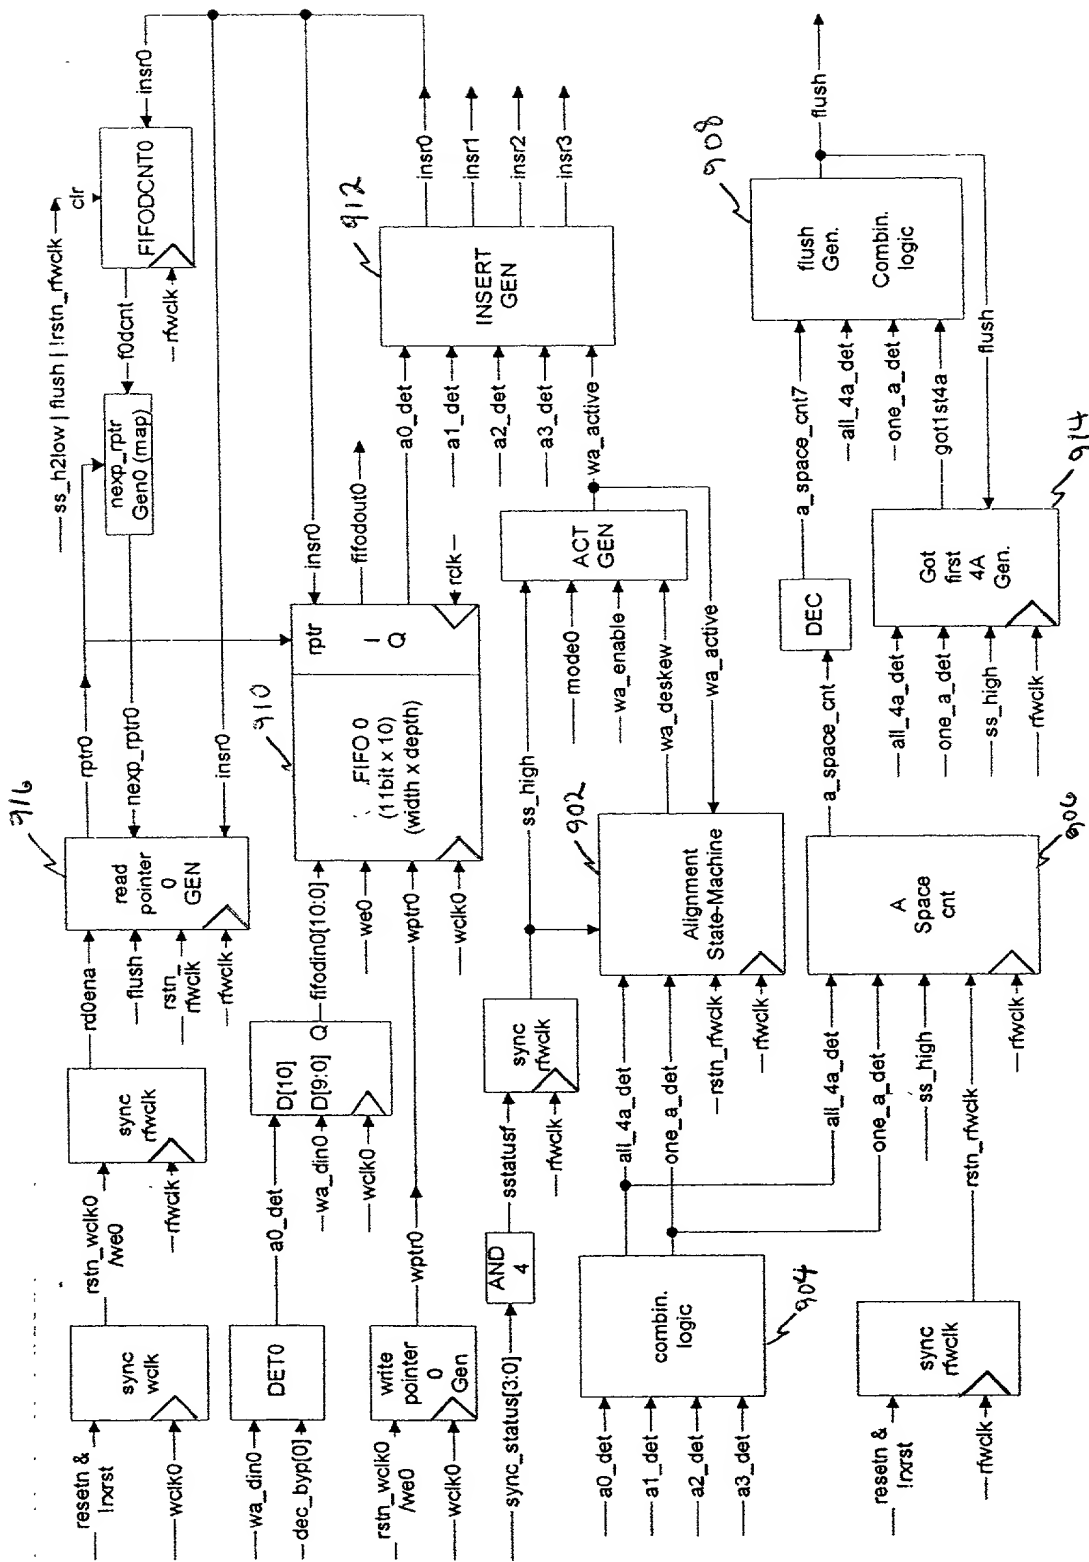 resetn &
!rxrst
wclk0
sync
wclk
rstn_wclk0
/we0
rfwclk
sync
rfwclk
rd0ena
flush
rstn_
rfwclk
rfwclk
read
pointer
0
GEN
916
rptr0
nexp_rptr0
insr0
ss_h2low | flush | !rstn_rfwclk
clr
nexp_rptr
Gen0 (map)
f0dcnt
FIFODCNT0
rfwclk
insr0
wa_din0
dec_byp[0]
DET0
a0_det
wa_din0
wclk0
D[10]
D[9:0] Q
fifodin0[10:0]
we0
wptr0
wclk0
910
FIFO 0
(11bit x 10)
(width x depth)
rptr
I
Q
insr0
fifodout0
rclk
rstn_wclk0
/we0
wclk0
write
pointer
0
Gen
wptr0
a0_det
a1_det
a2_det
a3_det
wa_active
912
INSERT
GEN
insr0
insr1
insr2
insr3
sync_status[3:0]
AND
4
sstatusf
rfwclk
sync
rfwclk
ss_high
mode0
wa_enable
wa_deskew
ACT
GEN
wa_active
a0_det
a1_det
a2_det
a3_det
combin.
logic
904
all_4a_det
one_a_det
rstn_rfwclk
rfwclk
902
Alignment
State-Machine
all_4a_det
one_a_det
ss_high
rstn_rfwclk
rfwclk
A
Space
cnt
906
a_space_cnt
DEC
a_space_cnt7
all_4a_det
one_a_det
got1st4a
908
flush
Gen.
Combin.
logic
flush
flush
all_4a_det
one_a_det
ss_high
rfwclk
Got
first
4A
Gen.
914
resetn &
!rxrst
rfwclk
sync
rfwclk